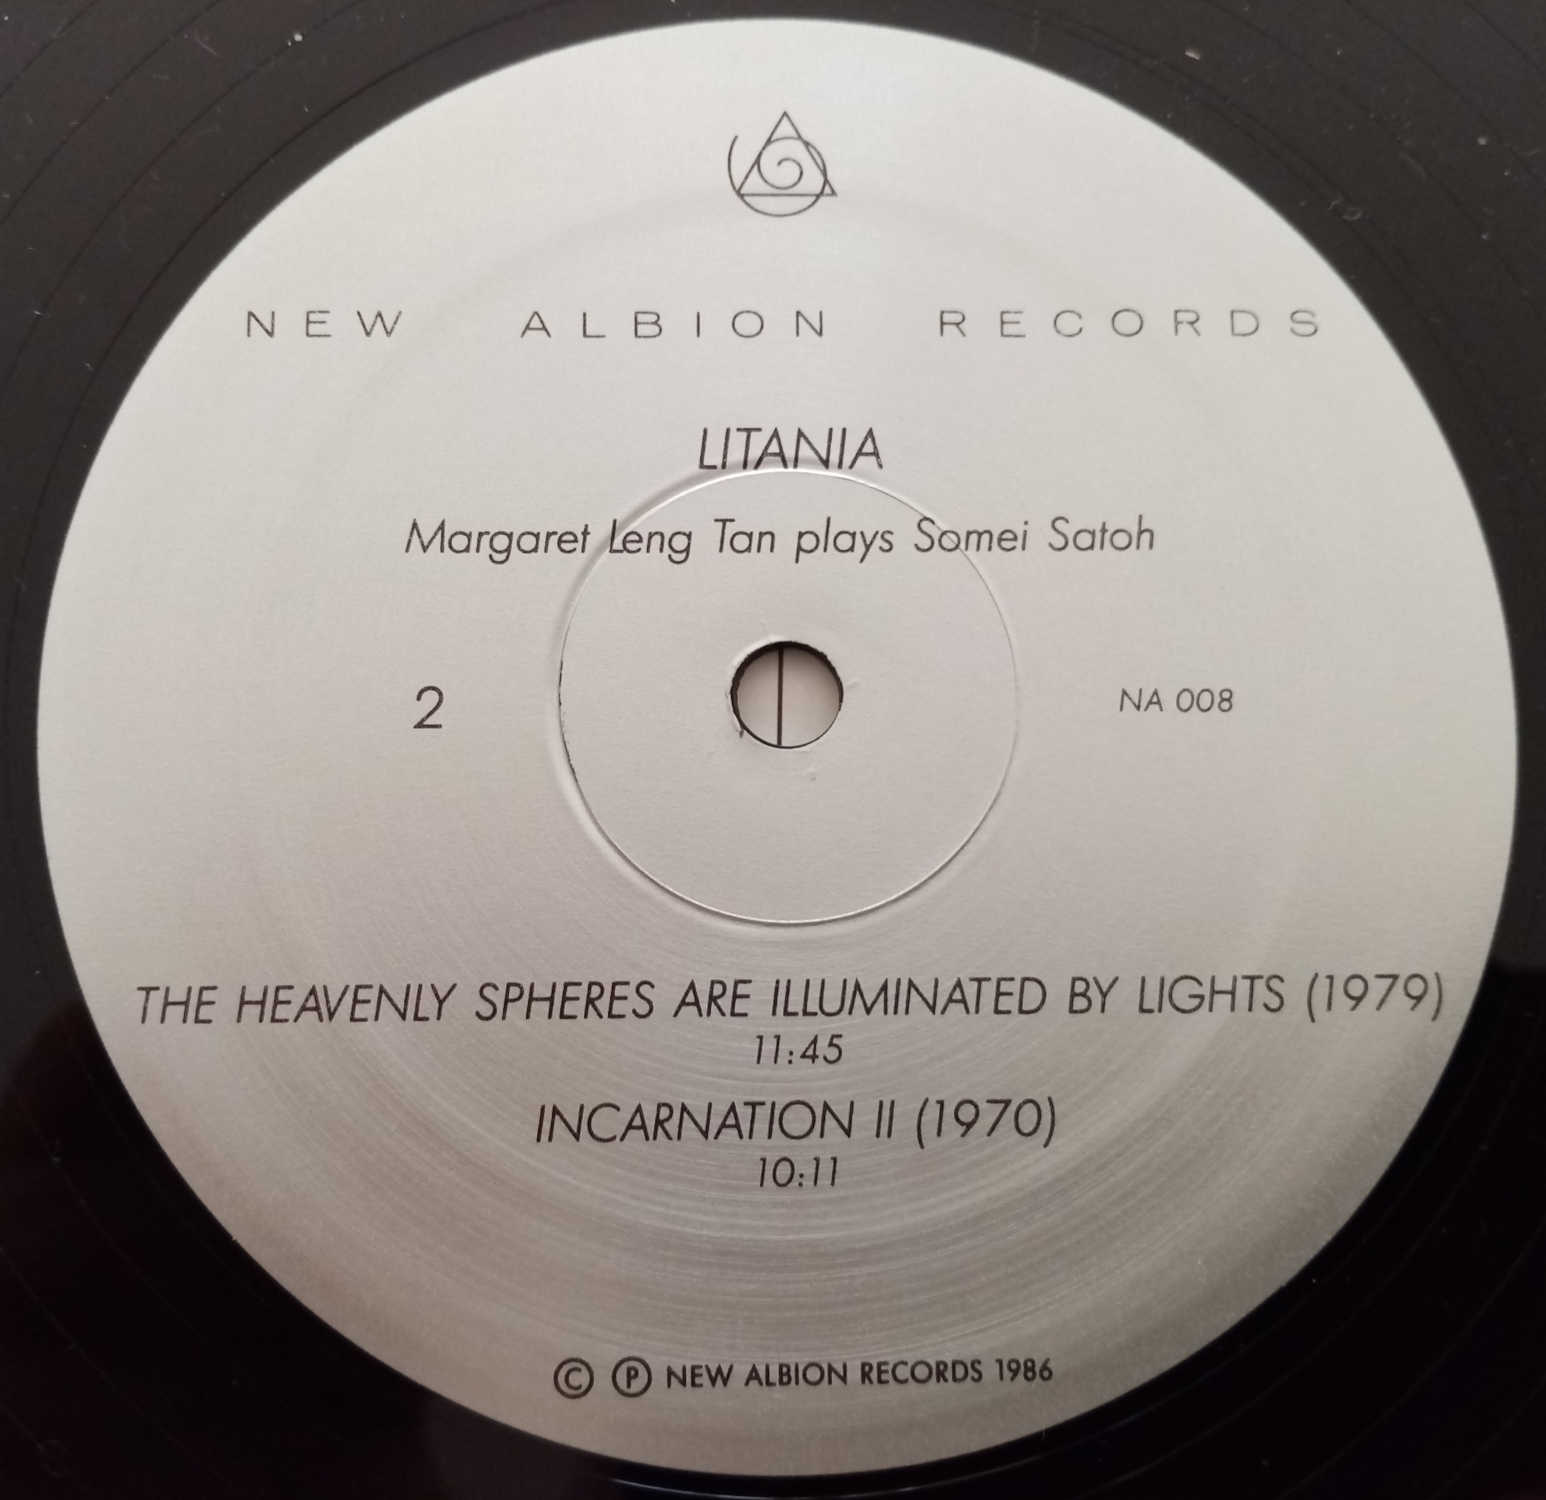 NEW ALBION RECORDS
LITANIA
Margaret Leng Tan plays Somei Satoh
2 NA 008
THE HEAVENLY SPHERES ARE ILLUMINATED BY LIGHTS (1979)
11:45
INCARNATION II (1970)
10:11
© ℗ NEW ALBION RECORDS 1986